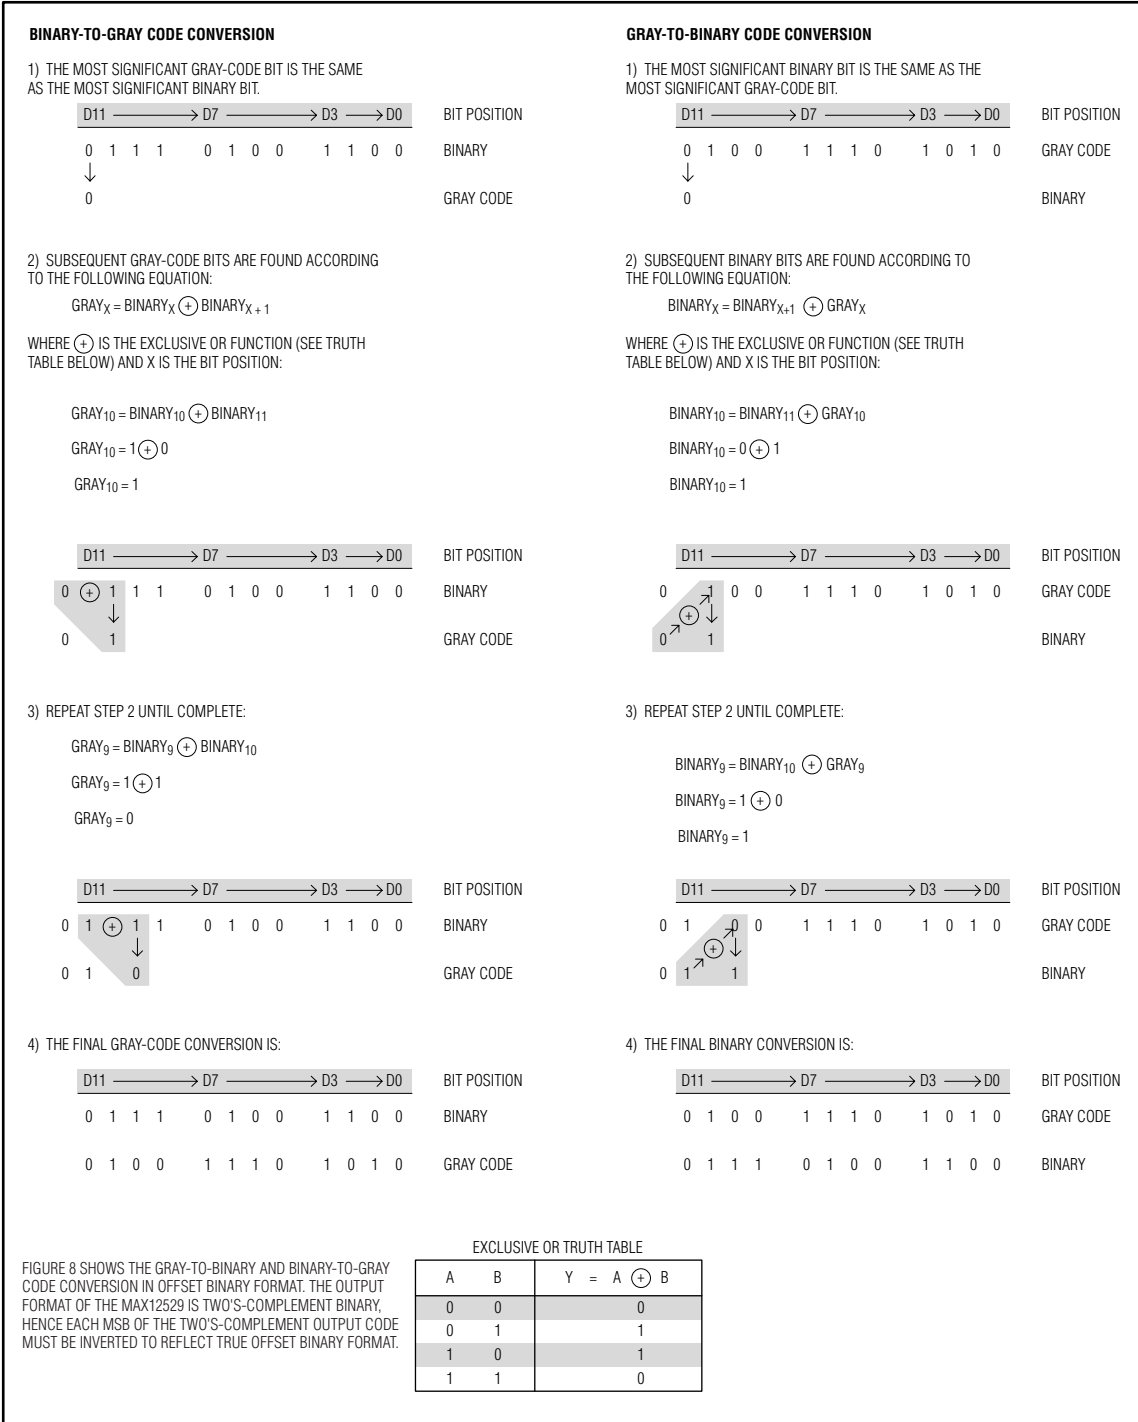 BINARY-TO-GRAY CODE CONVERSION
1) THE MOST SIGNIFICANT GRAY-CODE BIT IS THE SAME
AS THE MOST SIGNIFICANT BINARY BIT.
D11 → D7 → D3 → D0 BIT POSITION
0 1 1 1 0 1 0 0 1 1 0 0 BINARY
0 GRAY CODE
2) SUBSEQUENT GRAY-CODE BITS ARE FOUND ACCORDING
TO THE FOLLOWING EQUATION:
GRAYX = BINARYX ⊕ BINARYX + 1
WHERE ⊕ IS THE EXCLUSIVE OR FUNCTION (SEE TRUTH
TABLE BELOW) AND X IS THE BIT POSITION:
GRAY10 = BINARY10 ⊕ BINARY11
GRAY10 = 1 ⊕ 0
GRAY10 = 1
D11 → D7 → D3 → D0 BIT POSITION
0 ⊕ 1 1 1 0 1 0 0 1 1 0 0 BINARY
0 1 GRAY CODE
3) REPEAT STEP 2 UNTIL COMPLETE:
GRAY9 = BINARY9 ⊕ BINARY10
GRAY9 = 1 ⊕ 1
GRAY9 = 0
D11 → D7 → D3 → D0 BIT POSITION
0 1 ⊕ 1 1 0 1 0 0 1 1 0 0 BINARY
0 1 0 GRAY CODE
4) THE FINAL GRAY-CODE CONVERSION IS:
D11 → D7 → D3 → D0 BIT POSITION
0 1 1 1 0 1 0 0 1 1 0 0 BINARY
0 1 0 0 1 1 1 0 1 0 1 0 GRAY CODE
GRAY-TO-BINARY CODE CONVERSION
1) THE MOST SIGNIFICANT BINARY BIT IS THE SAME AS THE
MOST SIGNIFICANT GRAY-CODE BIT.
D11 → D7 → D3 → D0 BIT POSITION
0 1 0 0 1 1 1 0 1 0 1 0 GRAY CODE
0 BINARY
2) SUBSEQUENT BINARY BITS ARE FOUND ACCORDING TO
THE FOLLOWING EQUATION:
BINARYX = BINARYX+1 ⊕ GRAYX
WHERE ⊕ IS THE EXCLUSIVE OR FUNCTION (SEE TRUTH
TABLE BELOW) AND X IS THE BIT POSITION:
BINARY10 = BINARY11 ⊕ GRAY10
BINARY10 = 0 ⊕ 1
BINARY10 = 1
D11 → D7 → D3 → D0 BIT POSITION
0 1 0 0 1 1 1 0 1 0 1 0 GRAY CODE
⊕
0 1 BINARY
3) REPEAT STEP 2 UNTIL COMPLETE:
BINARY9 = BINARY10 ⊕ GRAY9
BINARY9 = 1 ⊕ 0
BINARY9 = 1
D11 → D7 → D3 → D0 BIT POSITION
0 1 0 0 1 1 1 0 1 0 1 0 GRAY CODE
⊕
0 1 1 BINARY
4) THE FINAL BINARY CONVERSION IS:
D11 → D7 → D3 → D0 BIT POSITION
0 1 0 0 1 1 1 0 1 0 1 0 GRAY CODE
0 1 1 1 0 1 0 0 1 1 0 0 BINARY
FIGURE 8 SHOWS THE GRAY-TO-BINARY AND BINARY-TO-GRAY
CODE CONVERSION IN OFFSET BINARY FORMAT. THE OUTPUT
FORMAT OF THE MAX12529 IS TWO'S-COMPLEMENT BINARY,
HENCE EACH MSB OF THE TWO'S-COMPLEMENT OUTPUT CODE
MUST BE INVERTED TO REFLECT TRUE OFFSET BINARY FORMAT.
EXCLUSIVE OR TRUTH TABLE
A B Y = A ⊕ B
0 0 0
0 1 1
1 0 1
1 1 0